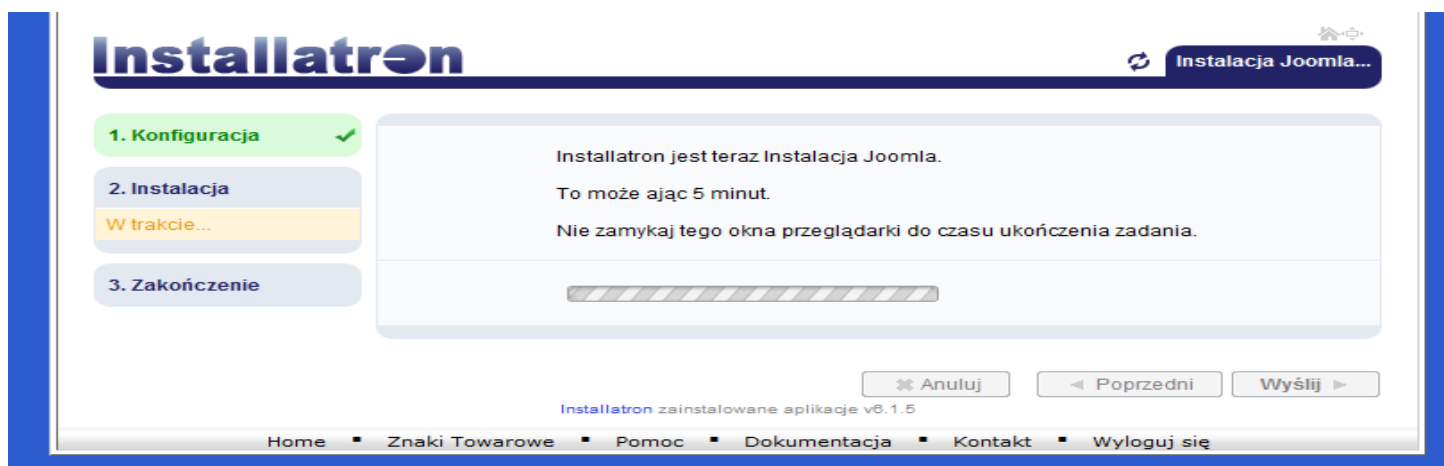 Installatron
Instalacja Joomla...
1. Konfiguracja
2. Instalacja
W trakcie...
3. Zakończenie
Installatron jest teraz Instalacja Joomla.
To może ając 5 minut.
Nie zamykaj tego okna przeglądarki do czasu ukończenia zadania.
Anuluj
Poprzedni
Wyślij
Installatron zainstalowane aplikacje v6.1.5
Home ▪ Znaki Towarowe ▪ Pomoc ▪ Dokumentacja ▪ Kontakt ▪ Wyloguj się